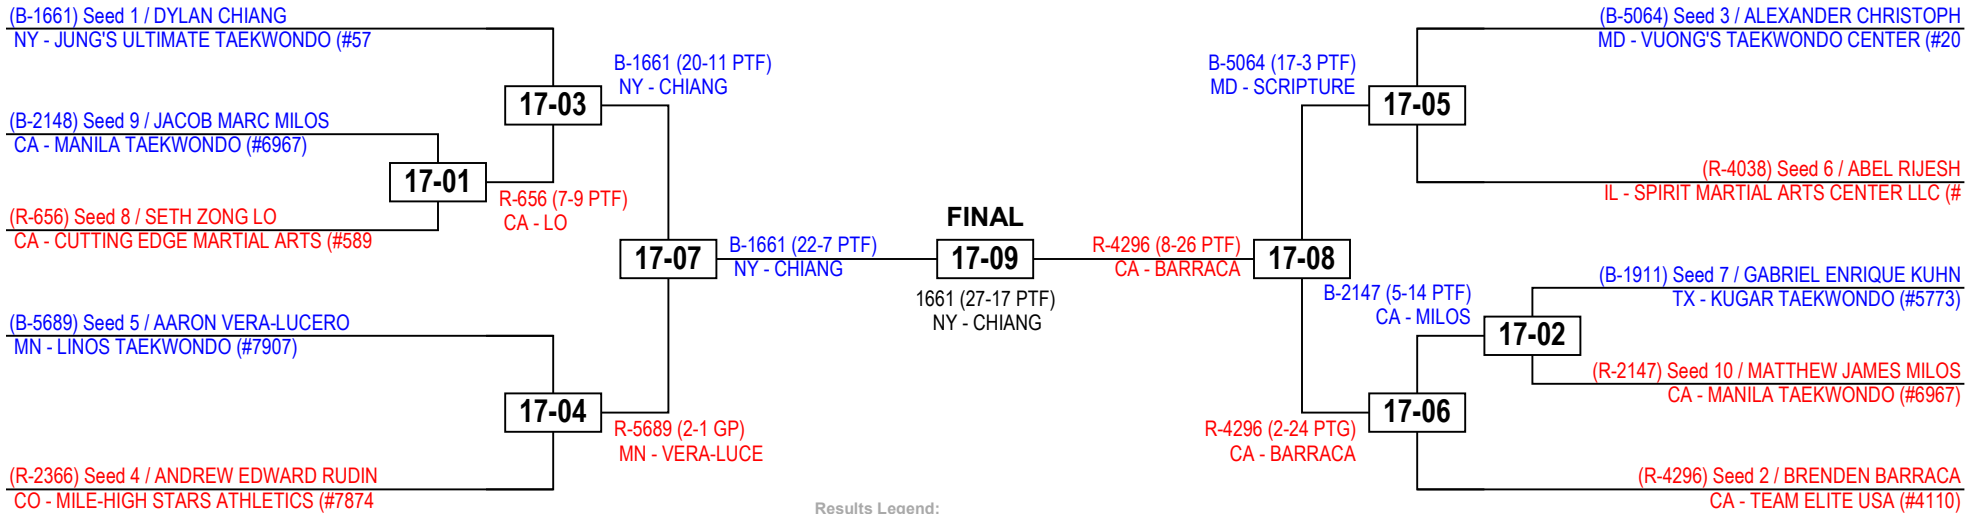 (B-1661) Seed 1 / DYLAN CHIANG
NY - JUNG'S ULTIMATE TAEKWONDO (#57
(B-2148) Seed 9 / JACOB MARC MILOS
CA - MANILA TAEKWONDO (#6967)
(R-656) Seed 8 / SETH ZONG LO
CA - CUTTING EDGE MARTIAL ARTS (#589
(B-5689) Seed 5 / AARON VERA-LUCERO
MN - LINOS TAEKWONDO (#7907)
(R-2366) Seed 4 / ANDREW EDWARD RUDIN
CO - MILE-HIGH STARS ATHLETICS (#7874
17-01
R-656 (7-9 PTF)
CA - LO
17-03
B-1661 (20-11 PTF)
NY - CHIANG
17-04
R-5689 (2-1 GP)
MN - VERA-LUCE
17-07
B-1661 (22-7 PTF)
NY - CHIANG
FINAL
17-09
1661 (27-17 PTF)
NY - CHIANG
R-4296 (8-26 PTF)
CA - BARRACA
17-08
B-5064 (17-3 PTF)
MD - SCRIPTURE
17-05
B-2147 (5-14 PTF)
CA - MILOS
17-02
R-4296 (2-24 PTG)
CA - BARRACA
17-06
(B-5064) Seed 3 / ALEXANDER CHRISTOPH
MD - VUONG'S TAEKWONDO CENTER (#20
(R-4038) Seed 6 / ABEL RIJESH
IL - SPIRIT MARTIAL ARTS CENTER LLC (#
(B-1911) Seed 7 / GABRIEL ENRIQUE KUHN
TX - KUGAR TAEKWONDO (#5773)
(R-2147) Seed 10 / MATTHEW JAMES MILOS
CA - MANILA TAEKWONDO (#6967)
(R-4296) Seed 2 / BRENDEN BARRACA
CA - TEAM ELITE USA (#4110)
Results Legend: